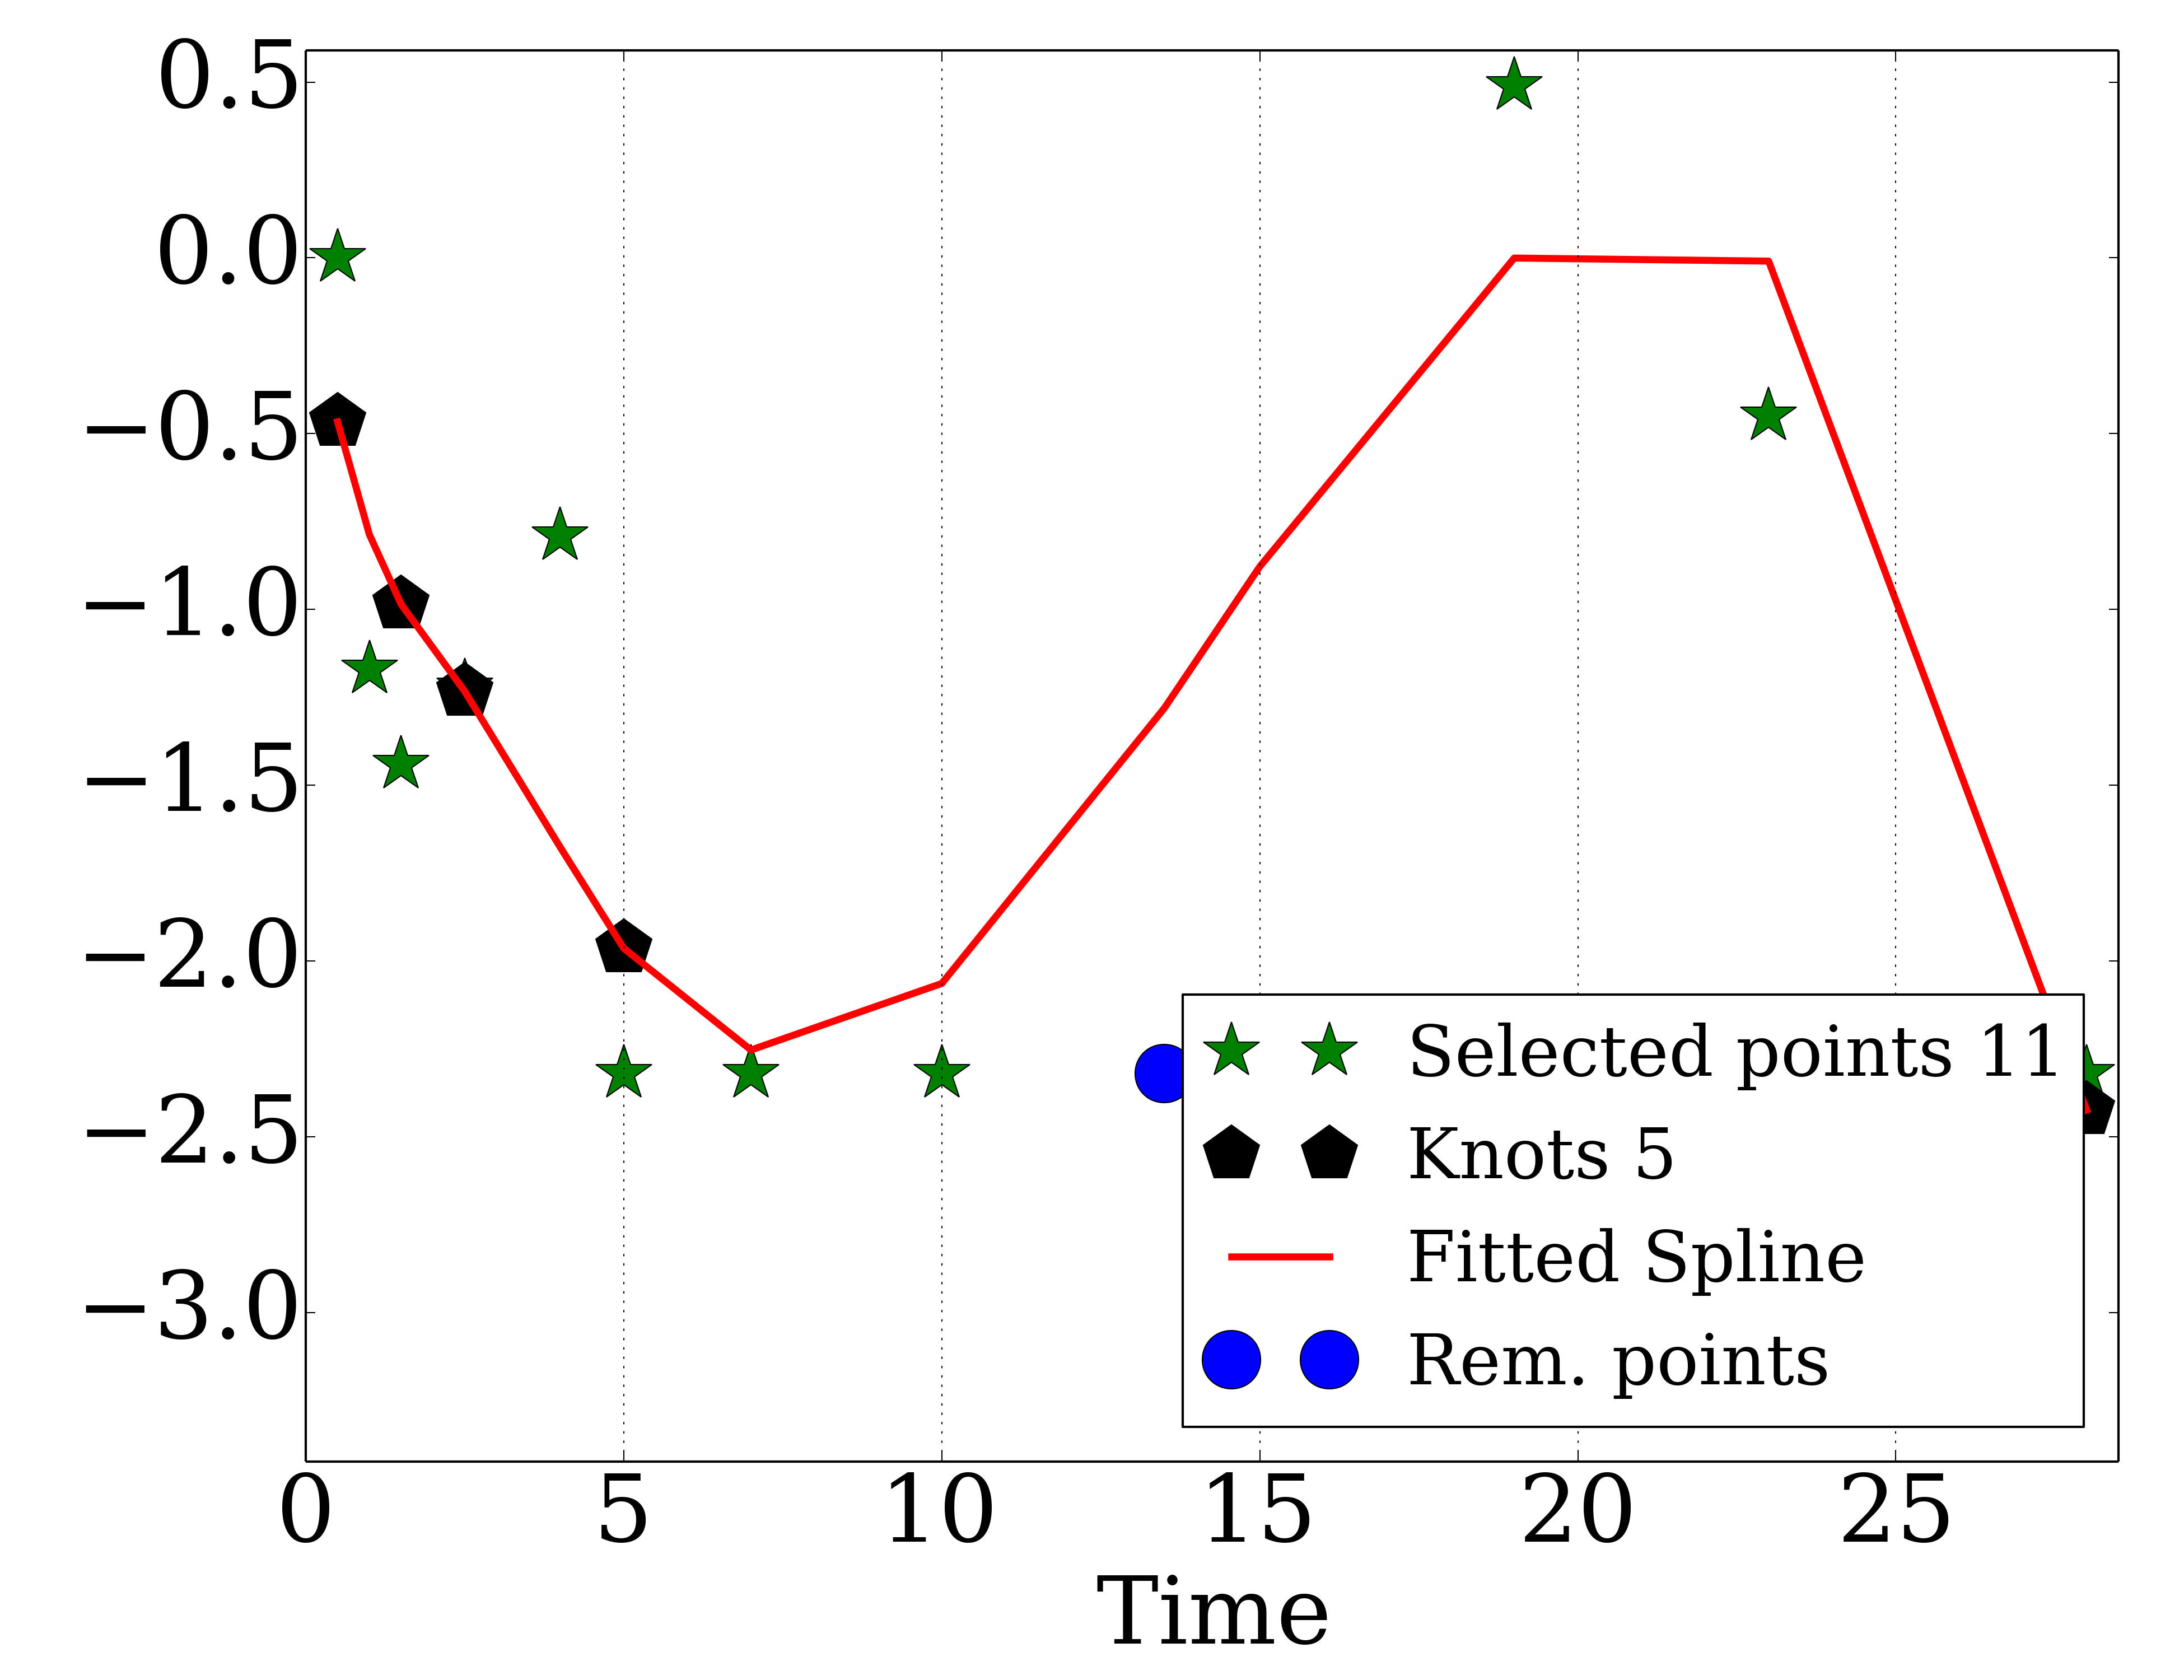 0.5
0.0
−0.5
−1.0
−1.5
−2.0
−2.5
−3.0
Selected points 11
Knots 5
Fitted Spline
Rem. points
0 5 10 15 20 25
Time